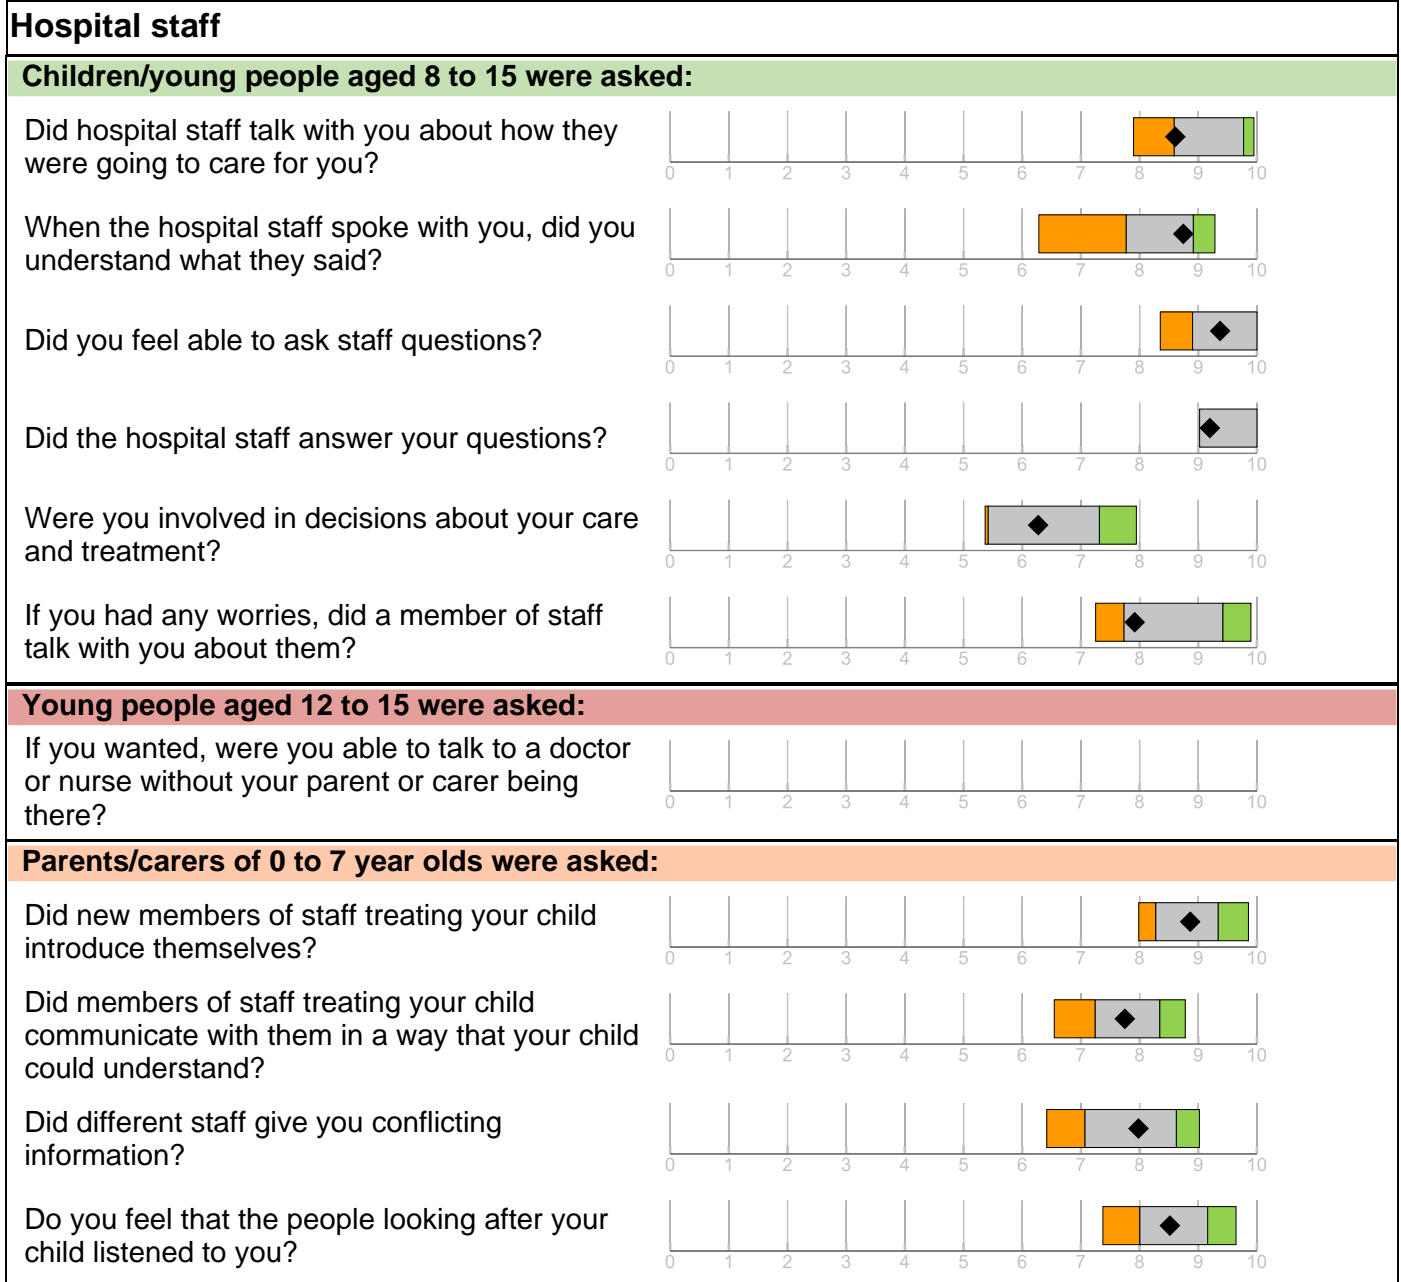 Hospital staff
Children/young people aged 8 to 15 were asked:
Did hospital staff talk with you about how they
were going to care for you?
0 1 2 3 4 5 6 7 8 9 10
When the hospital staff spoke with you, did you
understand what they said?
0 1 2 3 4 5 6 7 8 9 10
Did you feel able to ask staff questions?
0 1 2 3 4 5 6 7 8 9 10
Did the hospital staff answer your questions?
0 1 2 3 4 5 6 7 8 9 10
Were you involved in decisions about your care
and treatment?
0 1 2 3 4 5 6 7 8 9 10
If you had any worries, did a member of staff
talk with you about them?
0 1 2 3 4 5 6 7 8 9 10
Young people aged 12 to 15 were asked:
If you wanted, were you able to talk to a doctor
or nurse without your parent or carer being
there?
0 1 2 3 4 5 6 7 8 9 10
Parents/carers of 0 to 7 year olds were asked:
Did new members of staff treating your child
introduce themselves?
0 1 2 3 4 5 6 7 8 9 10
Did members of staff treating your child
communicate with them in a way that your child
could understand?
0 1 2 3 4 5 6 7 8 9 10
Did different staff give you conflicting
information?
0 1 2 3 4 5 6 7 8 9 10
Do you feel that the people looking after your
child listened to you?
0 1 2 3 4 5 6 7 8 9 10